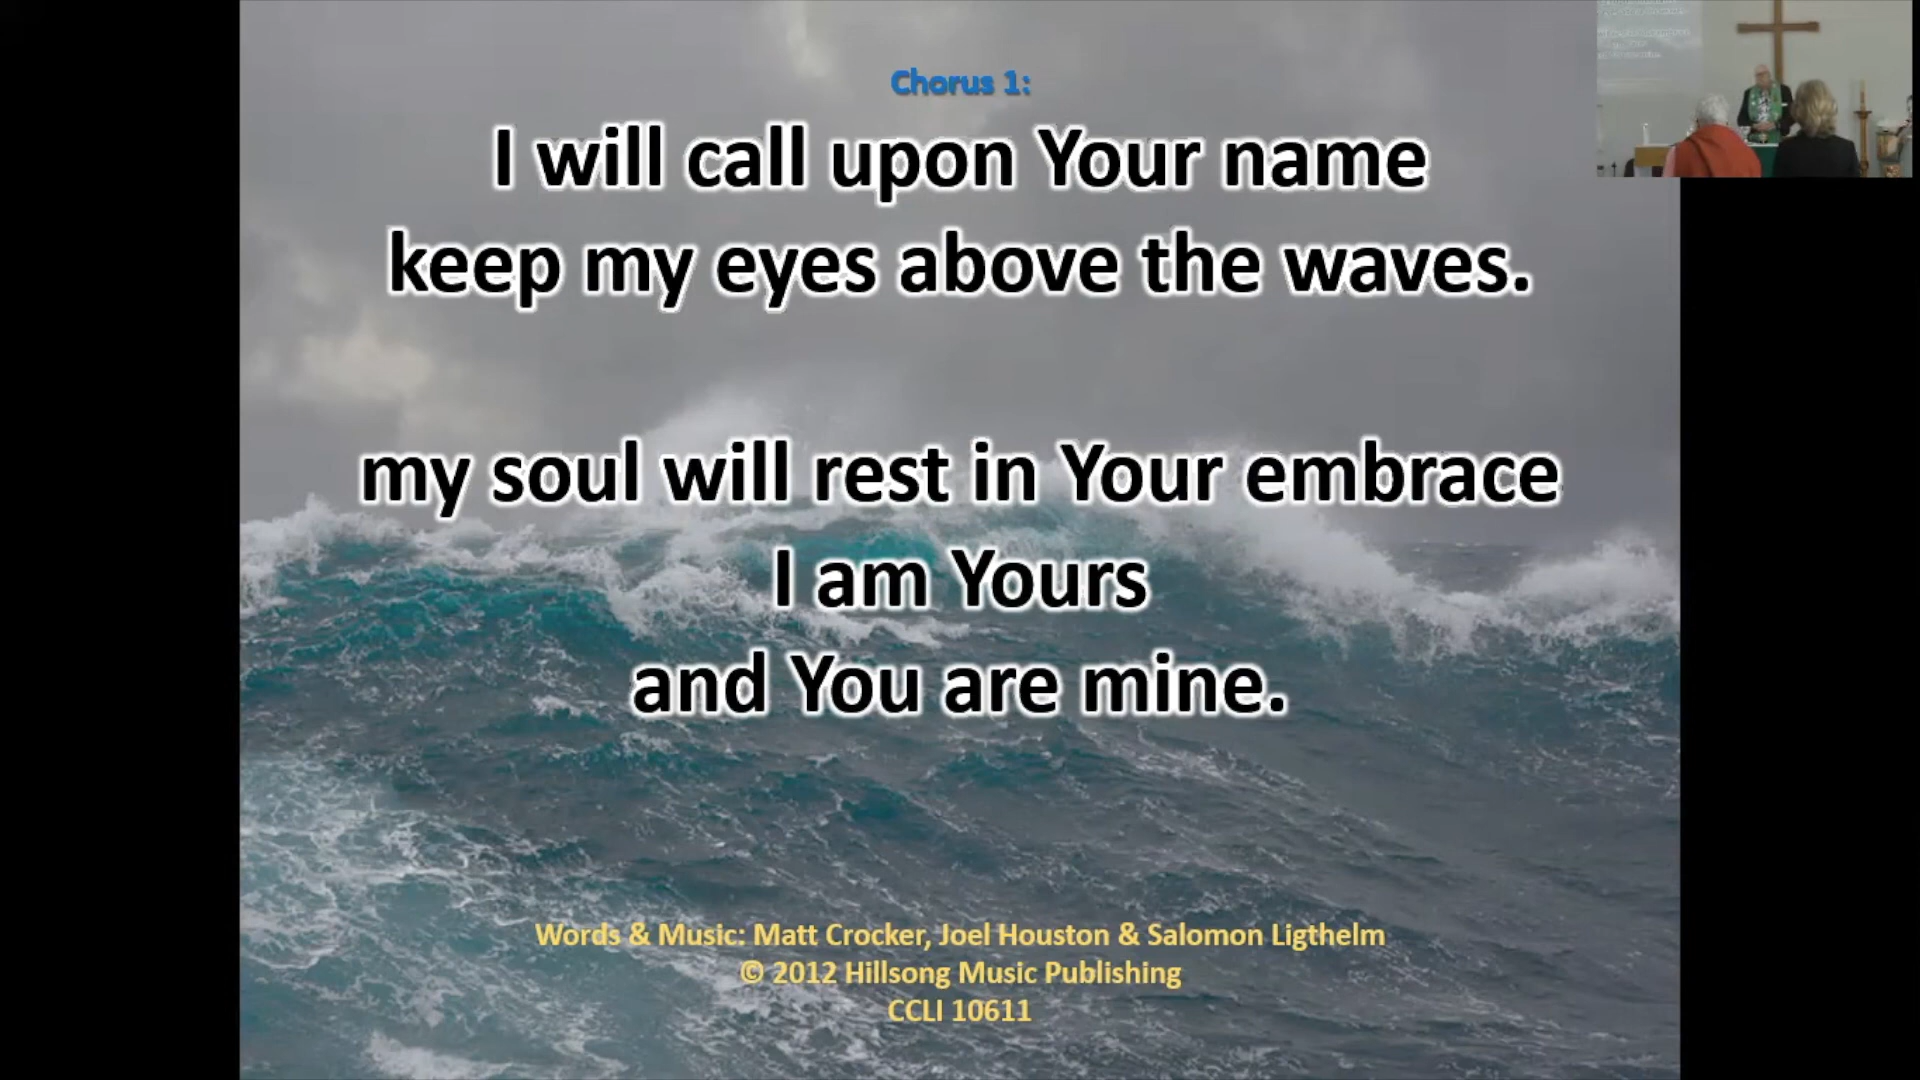 Chorus 1:
I will call upon Your name
keep my eyes above the waves.
my soul will rest in Your embrace
I am Yours
and You are mine.
Words & Music: Matt Crocker, Joel Houston & Salomon Ligthelm
© 2012 Hillsong Music Publishing
CCLI 10611